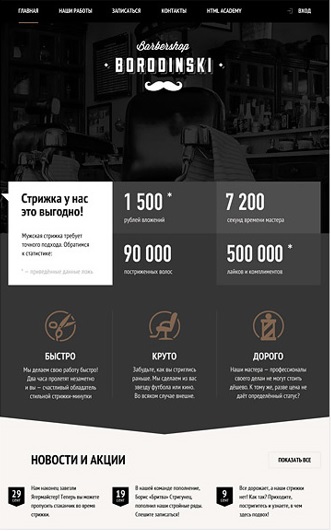 ГЛАВНАЯ НАШИ РАБОТЫ ЗАПИСАТЬСЯ КОНТАКТЫ HTML ACADEMY ВХОД
Barbershop
BORODINSKI
Стрижка у нас
это выгодно!
Мужская стрижка требует
точного подхода. Обратимся
к статистике:
* — приведённые данные ложь
1 500 *
рублей вложений
7 200
секунд времени мастера
90 000
постриженных волос
500 000 *
лайков и комплиментов
БЫСТРО
Мы делаем свою работу быстро!
Два часа пролетят незаметно
и вы — счастливый обладатель
стильной стрижки-минутки
КРУТО
Забудьте, как вы стриглись
раньше. Мы сделаем из вас
звезду футбола или кино.
Во всяком случае внешне.
ДОРОГО
Наши мастера — профессионалы
своего дела и не могут стоить
дёшево. К тому же, разве цена не
даёт определённый статус?
НОВОСТИ И АКЦИИ
ПОКАЗАТЬ ВСЕ
29
Нам наконец завезли
Ягермайстер! Теперь вы можете
пропустить стаканчик во время
стрижки.
19
В нашей команде пополнение,
Борис «Бритва» Стригунец,
пополнил наши стройные ряды.
Спешите записаться!
9
Все дорожает, а наши стрижки
нет! Как так? Приходите,
постригитесь и узнаете, в чем
здесь подвох!